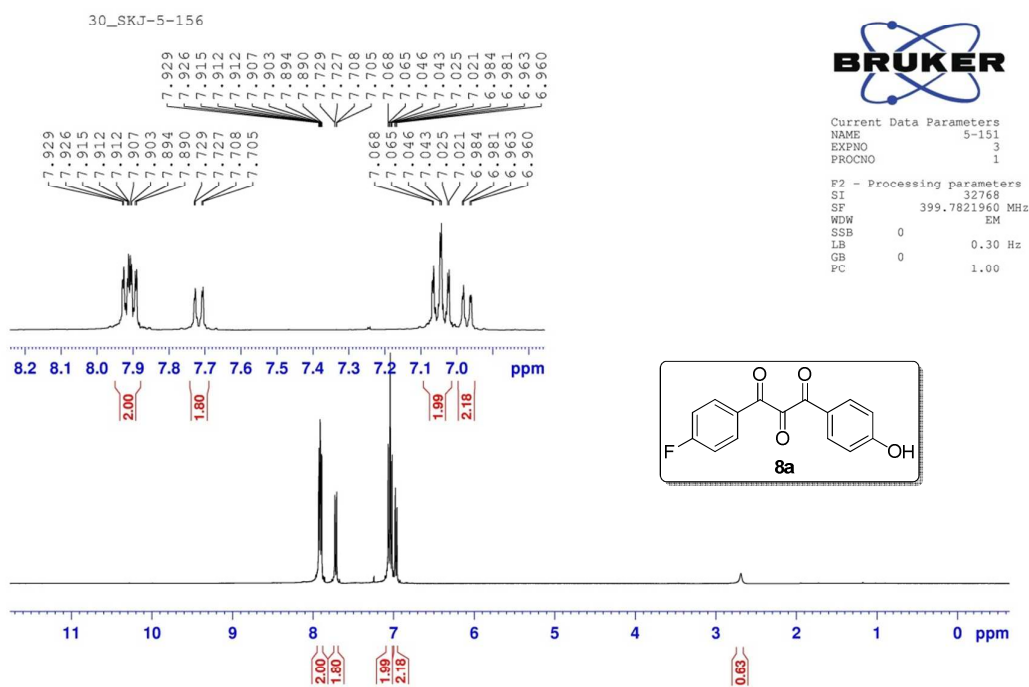 30_SKJ-5-156
7.929 7.926 7.915 7.912 7.912 7.907 7.903 7.894 7.890 7.729 7.727 7.708 7.705 7.068 7.065 7.046 7.043 7.025 7.021 6.984 6.981 6.963 6.960
BRUKER
Current Data Parameters
NAME 5-151
EXPNO 3
PROCNO 1
F2 - Processing parameters
SI 32768
SF 399.7821960 MHz
WDW EM
SSB 0
LB 0.30 Hz
GB 0
PC 1.00
7.929 7.926 7.915 7.912 7.912 7.907 7.903 7.894 7.890 7.729 7.727 7.708 7.705
7.068 7.065 7.046 7.043 7.025 7.021 6.984 6.981 6.963 6.960
8.2 8.1 8.0 7.9 7.8 7.7 7.6 7.5 7.4 7.3 7.2 7.1 7.0 ppm
2.00 1.80 1.99 2.18
O O
O
F OH
8a
11 10 9 8 7 6 5 4 3 2 1 0 ppm
2.00 1.80 1.99 2.18 0.63